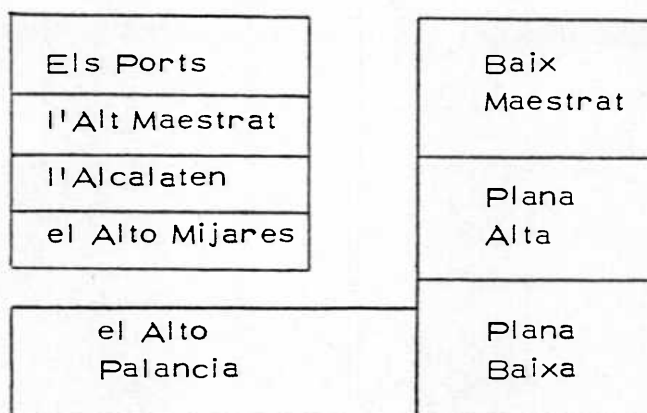 Els Ports
l'Alt Maestrat
l'Alcalaten
el Alto Mijares
el Alto
Palancia
Baix
Maestrat
Plana
Alta
Plana
Baixa